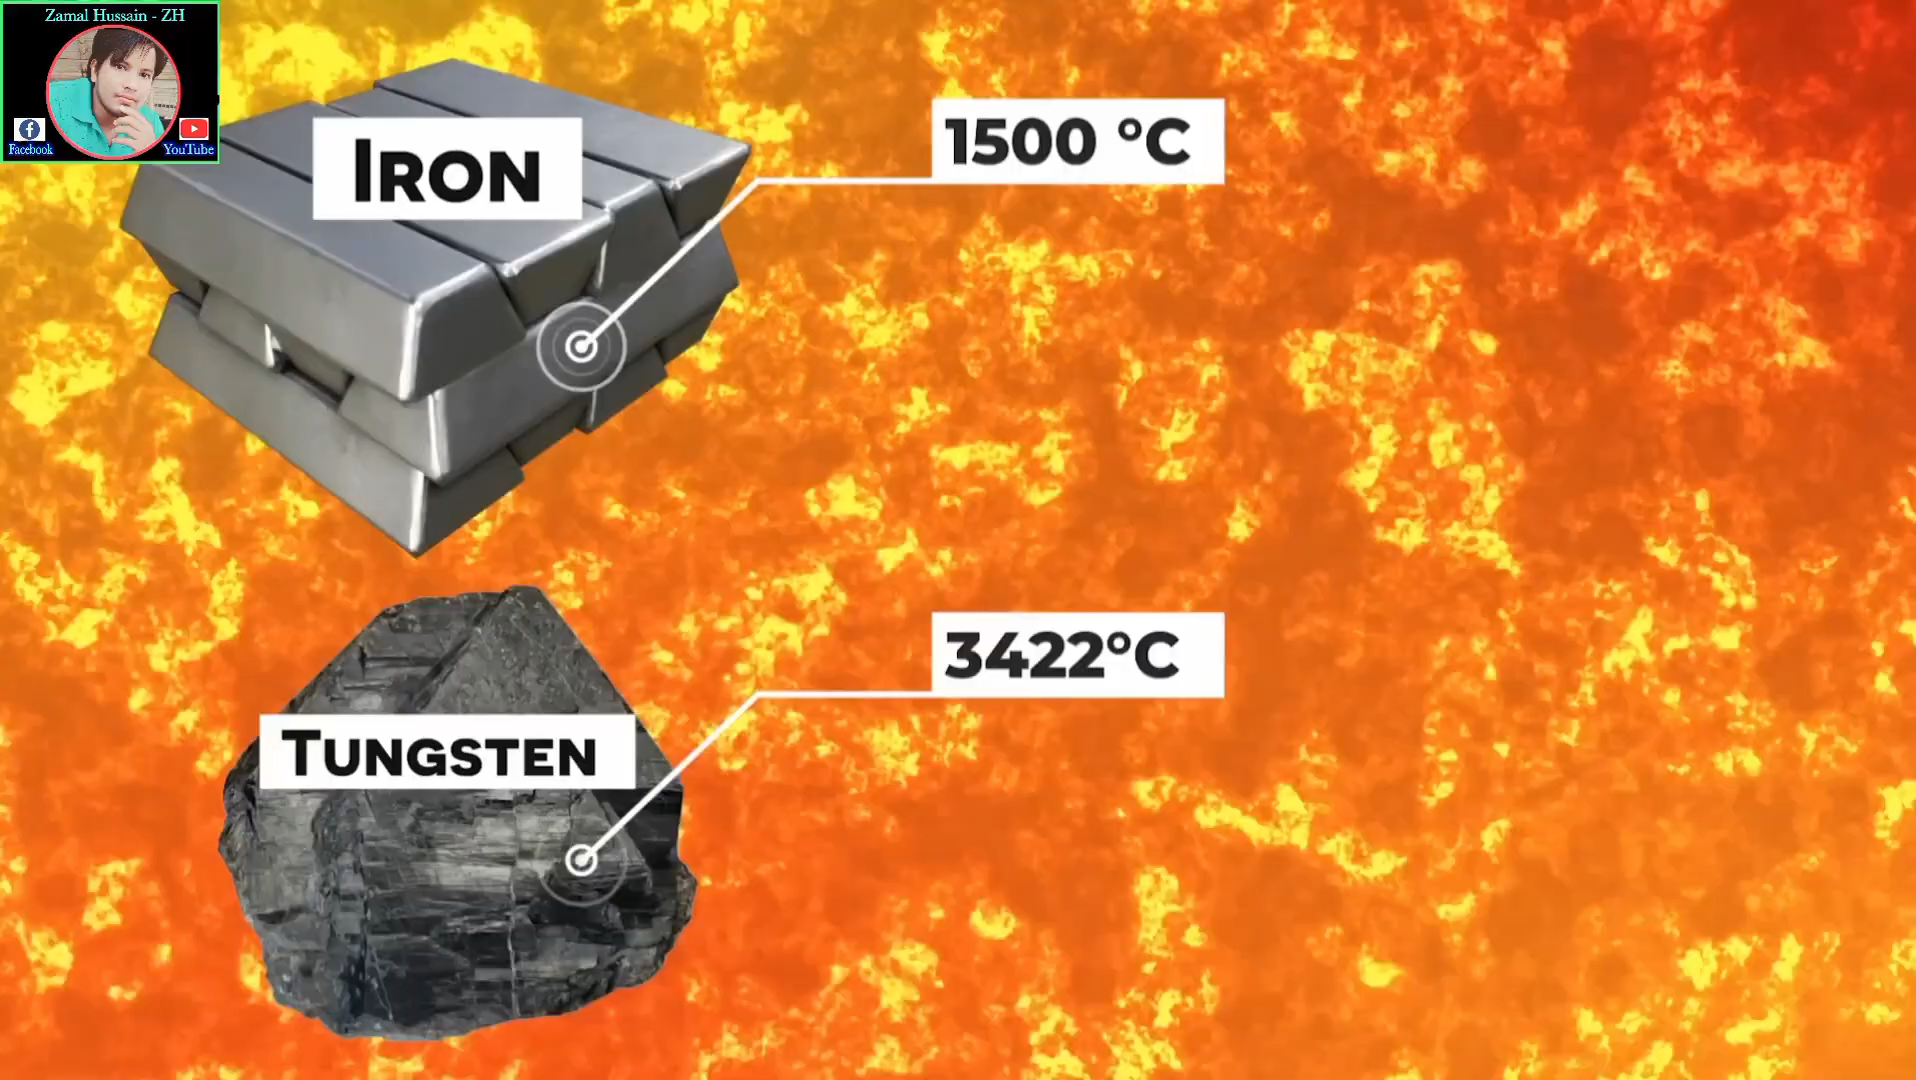 Zamal Hussain - ZH
Facebook
YouTube
IRON
1500 °C
TUNGSTEN
3422°C